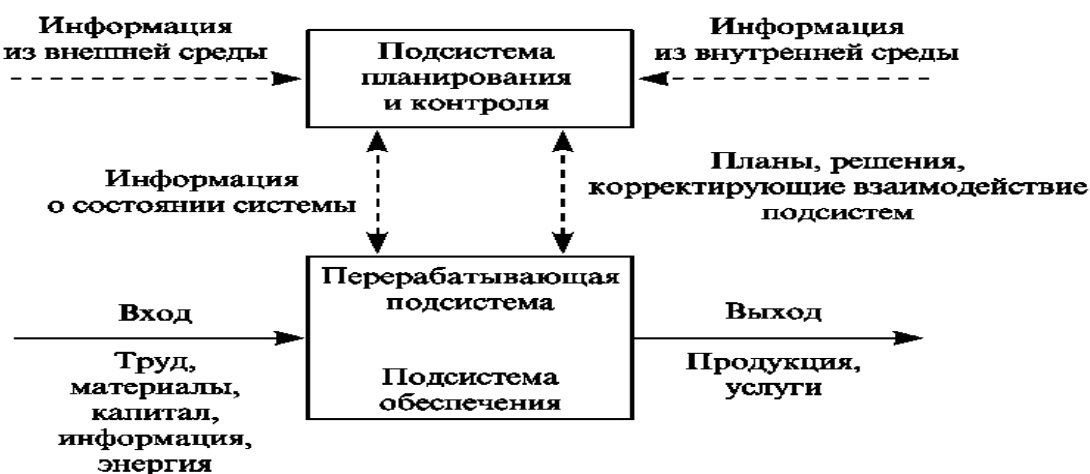 Информация
из внешней среды
Подсистема
планирования
и контроля
Информация
из внутренней среды
Информация
о состоянии системы
Планы, решения,
корректирующие взаимодействие
подсистем
Вход
Труд,
материалы,
капитал,
информация,
энергия
Перерабатывающая
подсистема
Подсистема
обеспечения
Выход
Продукция,
услуги